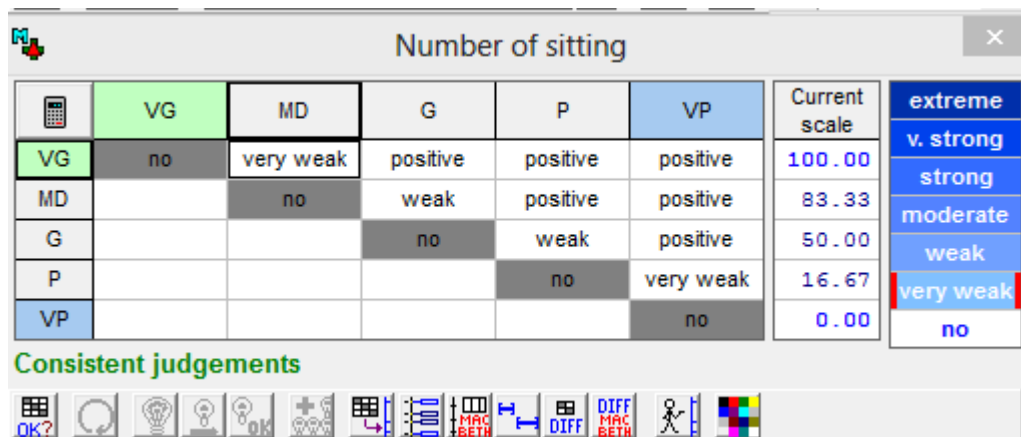 Number of sitting
VG MD G P VP Current scale
VG no very weak positive positive positive 100.00
MD no weak positive positive 83.33
G no weak positive 50.00
P no very weak 16.67
VP no 0.00
extreme
v. strong
strong
moderate
weak
very weak
no
Consistent judgements
OK? OK MAC BETH DIFF DIFF MAC BETH